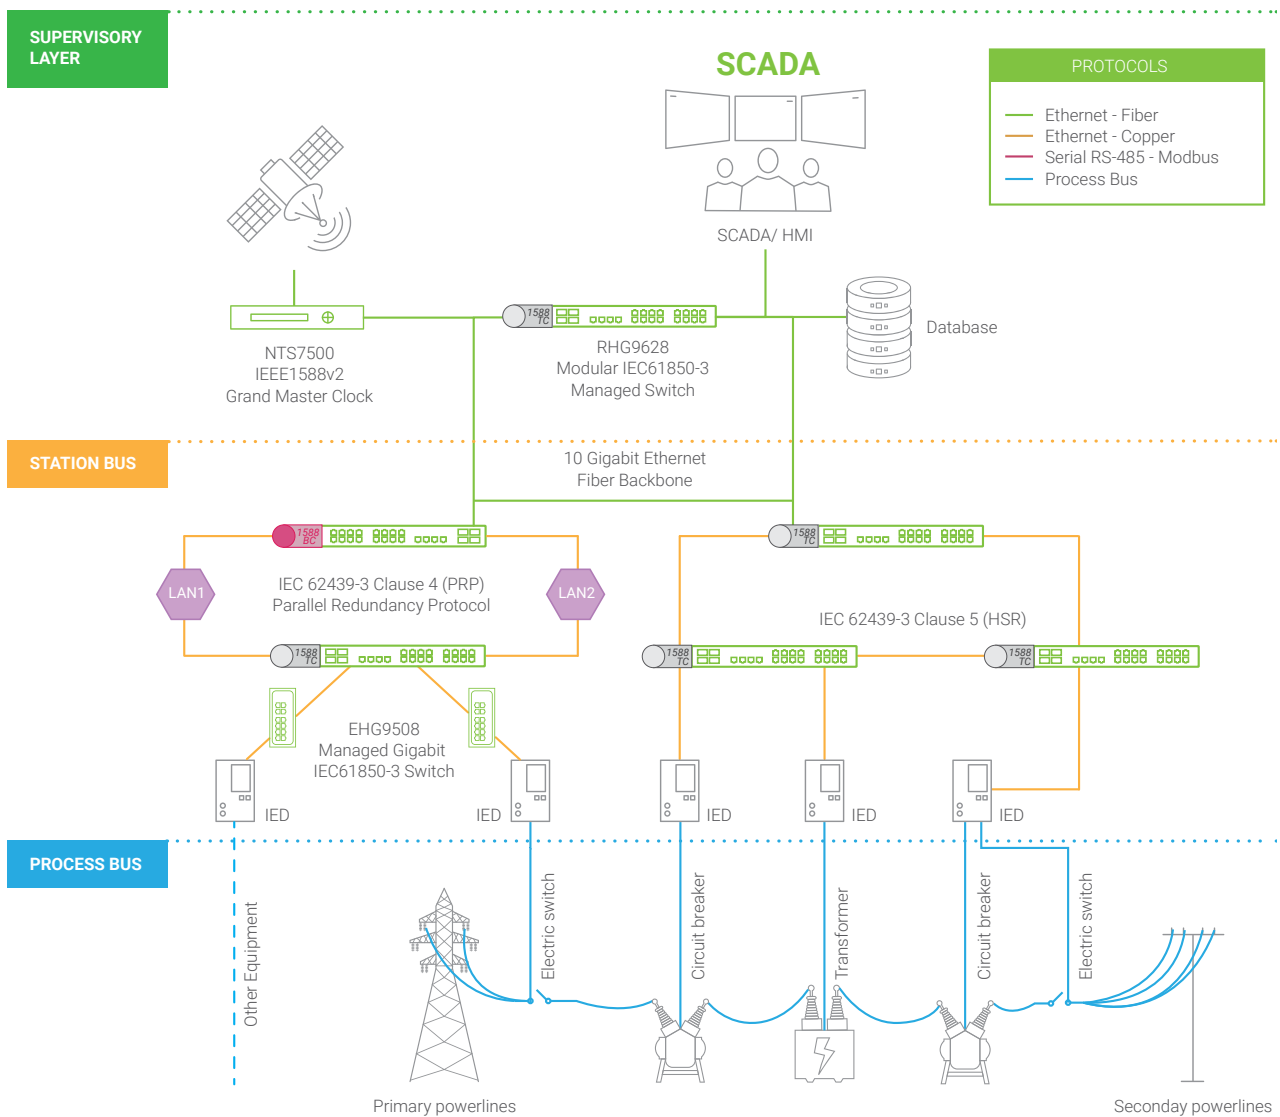 SUPERVISORY
LAYER
SCADA
PROTOCOLS
Ethernet - Fiber
Ethernet - Copper
Serial RS-485 - Modbus
Process Bus
SCADA/ HMI
1588
TC
Database
NTS7500
IEEE1588v2
Grand Master Clock
RHG9628
Modular IEC61850-3
Managed Switch
STATION BUS
10 Gigabit Ethernet
Fiber Backbone
1588
BC
1588
TC
LAN1
IEC 62439-3 Clause 4 (PRP)
Parallel Redundancy Protocol
LAN2
IEC 62439-3 Clause 5 (HSR)
1588
TC
1588
TC
1588
TC
EHG9508
Managed Gigabit
IEC61850-3 Switch
IED
IED
IED
IED
IED
PROCESS BUS
Other Equipment
Electric switch
Circuit breaker
Transformer
Circuit breaker
Electric switch
Primary powerlines
Seconday powerlines